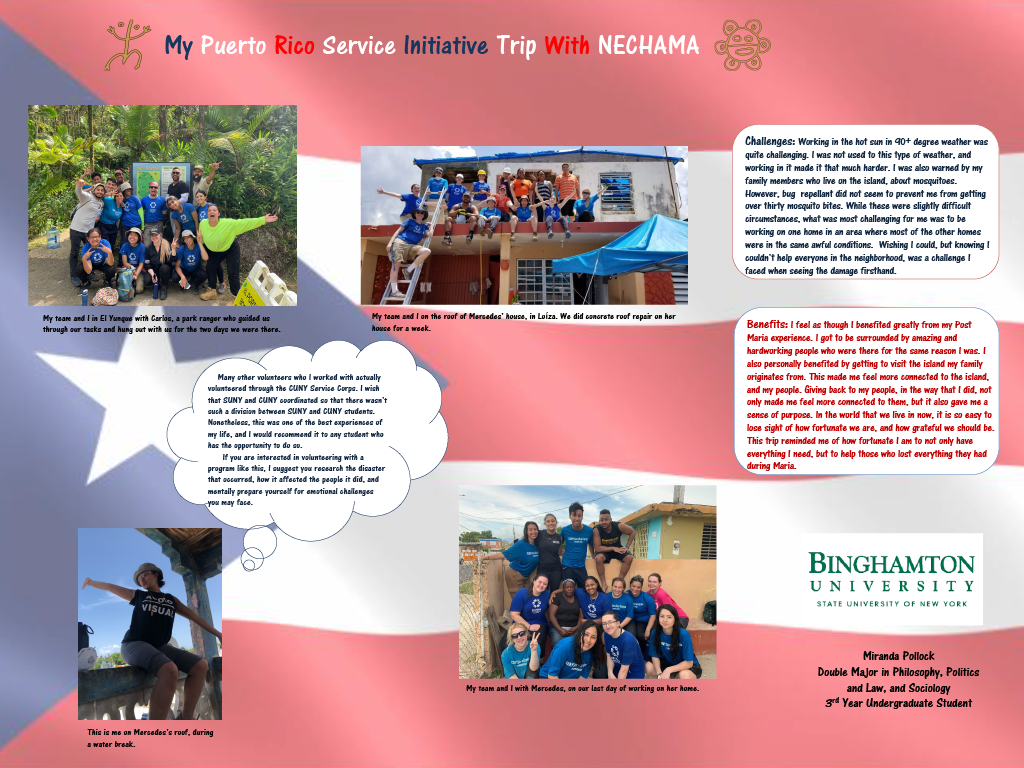 My Puerto Rico Service Initiative Trip With NECHAMA
My team and I in El Yunque with Carlos, a park ranger who guided us
through our tasks and hung out with us for the two days we were there.
My team and I on the roof of Mercedes' house, in Loíza. We did concrete roof repair on her
house for a week.
Challenges: Working in the hot sun in 90+ degree weather was
quite challenging. I was not used to this type of weather, and
working in it made it that much harder. I was also warned by my
family members who live on the island, about mosquitoes.
However, bug repellant did not seem to prevent me from getting
over thirty mosquito bites. While these were slightly difficult
circumstances, what was most challenging for me was to be
working on one home in an area where most of the other homes
were in the same awful conditions. Wishing I could, but knowing I
couldn't help everyone in the neighborhood, was a challenge I
faced when seeing the damage firsthand.
Benefits: I feel as though I benefited greatly from my Post
Maria experience. I got to be surrounded by amazing and
hardworking people who were there for the same reason I was. I
also personally benefited by getting to visit the island my family
originates from. This made me feel more connected to the island,
and my people. Giving back to my people, in the way that I did, not
only made me feel more connected to them, but it also gave me a
sense of purpose. In the world that we live in now, it is so easy to
lose sight of how fortunate we are, and how grateful we should be.
This trip reminded me of how fortunate I am to not only have
everything I need, but to help those who lost everything they had
during Maria.
Many other volunteers who I worked with actually
volunteered through the CUNY Service Corps. I wish
that SUNY and CUNY coordinated so that there wasn't
such a division between SUNY and CUNY students.
Nonetheless, this was one of the best experiences of
my life, and I would recommend it to any student who
has the opportunity to do so.
If you are interested in volunteering with a
program like this, I suggest you research the disaster
that occurred, how it affected the people it did, and
mentally prepare yourself for emotional challenges
you may face.
VISUAL
This is me on Mercedes's roof, during
a water break.
My team and I with Mercedes, on our last day of working on her home.
BINGHAMTON
UNIVERSITY
STATE UNIVERSITY OF NEW YORK
Miranda Pollock
Double Major in Philosophy, Politics
and Law, and Sociology
3rd Year Undergraduate Student